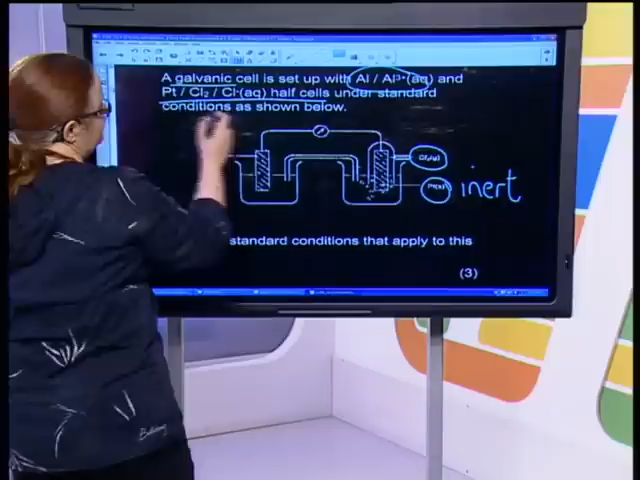 A galvanic cell is set up with Al / Al³⁺(aq) and
Pt / Cl₂ / Cl⁻(aq) half cells under standard
conditions as shown below.
Cl₂(g)
Pt(s)
inert
standard conditions that apply to this
(3)